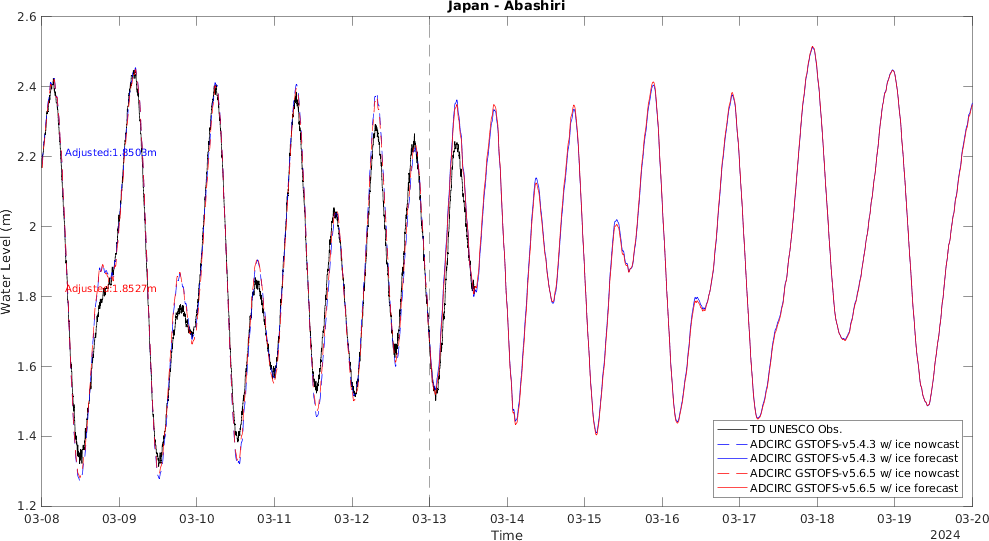 Japan - Abashiri
2.6
2.4
2.2
2
1.8
1.6
1.4
1.2
Water Level (m)
Adjusted:1.8503m
Adjusted:1.8527m
TD UNESCO Obs.
ADCIRC GSTOFS-v5.4.3 w/ ice nowcast
ADCIRC GSTOFS-v5.4.3 w/ ice forecast
ADCIRC GSTOFS-v5.6.5 w/ ice nowcast
ADCIRC GSTOFS-v5.6.5 w/ ice forecast
03-08 03-09 03-10 03-11 03-12 03-13 03-14 03-15 03-16 03-17 03-18 03-19 03-20
Time
2024